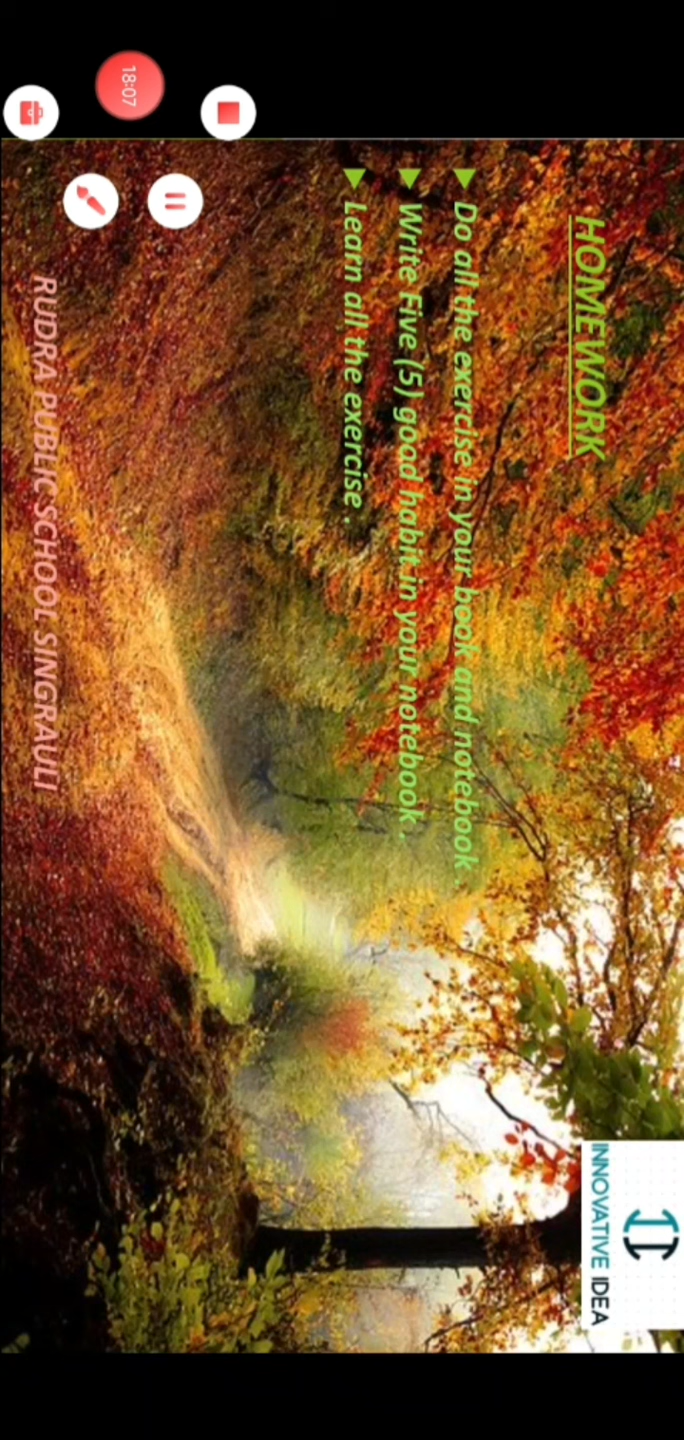 HOMEWORK
Do all the exercise in your book and notebook.
Write Five (5) good habit in your notebook.
Learn all the exercise .
RUDRA PUBLIC SCHOOL SINGRAULI
INNOVATIVE IDEA
18:07